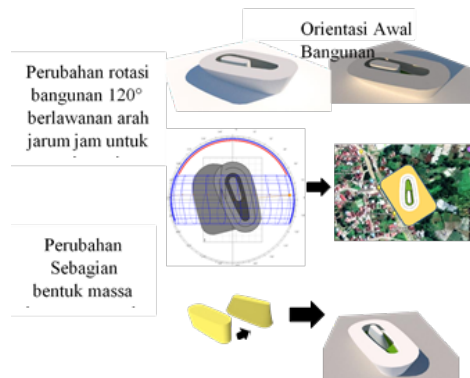 Orientasi Awal
Bangunan
Perubahan rotasi
bangunan 120°
berlawanan arah
jarum jam untuk
Perubahan
Sebagian
bentuk massa